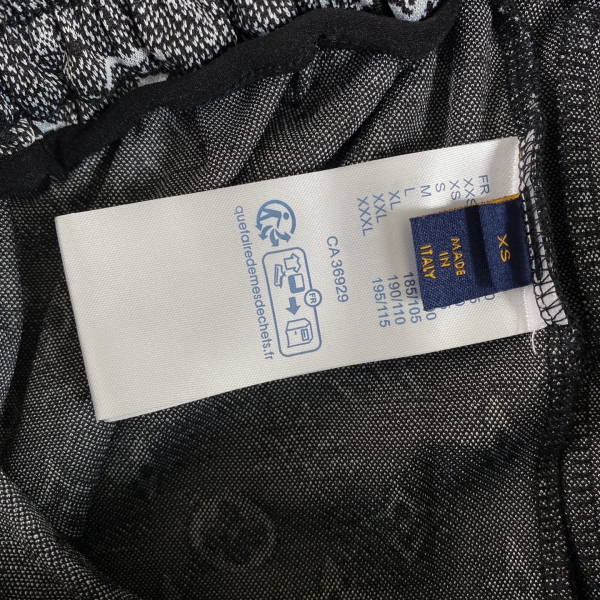 XS
MADE
IN
ITALY
FR
XXS
XS
S
M
L
XL
XXL
XXXL
185/105
190/110
195/115
CA 36929
FR
quefairedemesdechets.fr